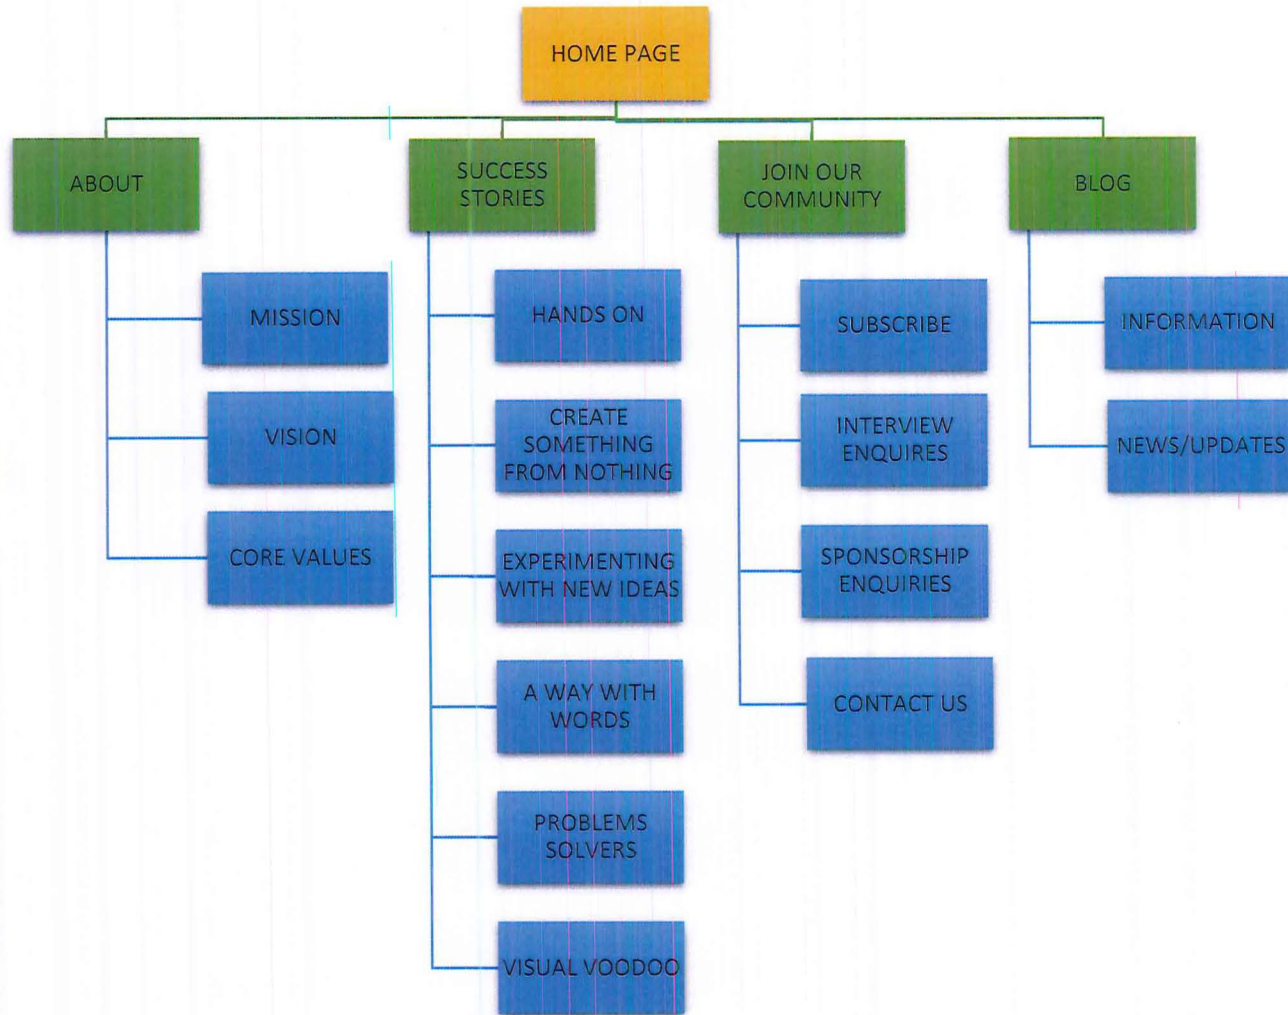 HOME PAGE
ABOUT
SUCCESS
STORIES
JOIN OUR
COMMUNITY
BLOG
MISSION
VISION
CORE VALUES
HANDS ON
CREATE
SOMETHING
FROM NOTHING
EXPERIMENTING
WITH NEW IDEAS
A WAY WITH
WORDS
PROBLEMS
SOLVERS
VISUAL VOODOO
SUBSCRIBE
INTERVIEW
ENQUIRES
SPONSORSHIP
ENQUIRIES
CONTACT US
INFORMATION
NEWS/UPDATES